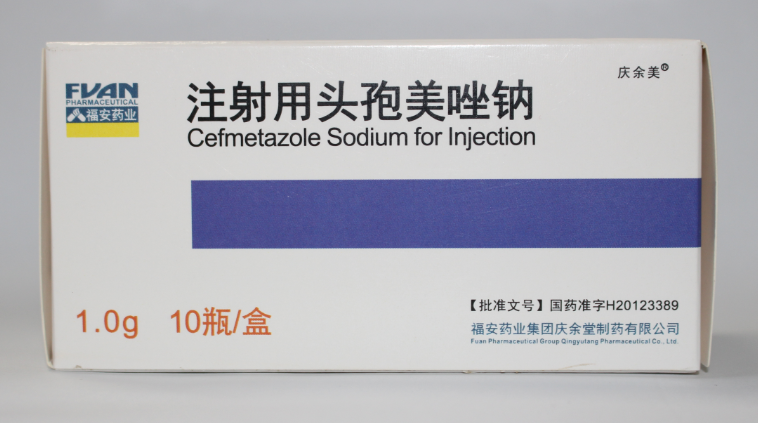 庆余美®
FUAN
PHARMACEUTICAL
福安药业
注射用头孢美唑钠
Cefmetazole Sodium for Injection
1.0g 10瓶/盒
【批准文号】国药准字H20123389
福安药业集团庆余堂制药有限公司
Fuan Pharmaceutical Group Qingyutang Pharmaceutical Co., Ltd.